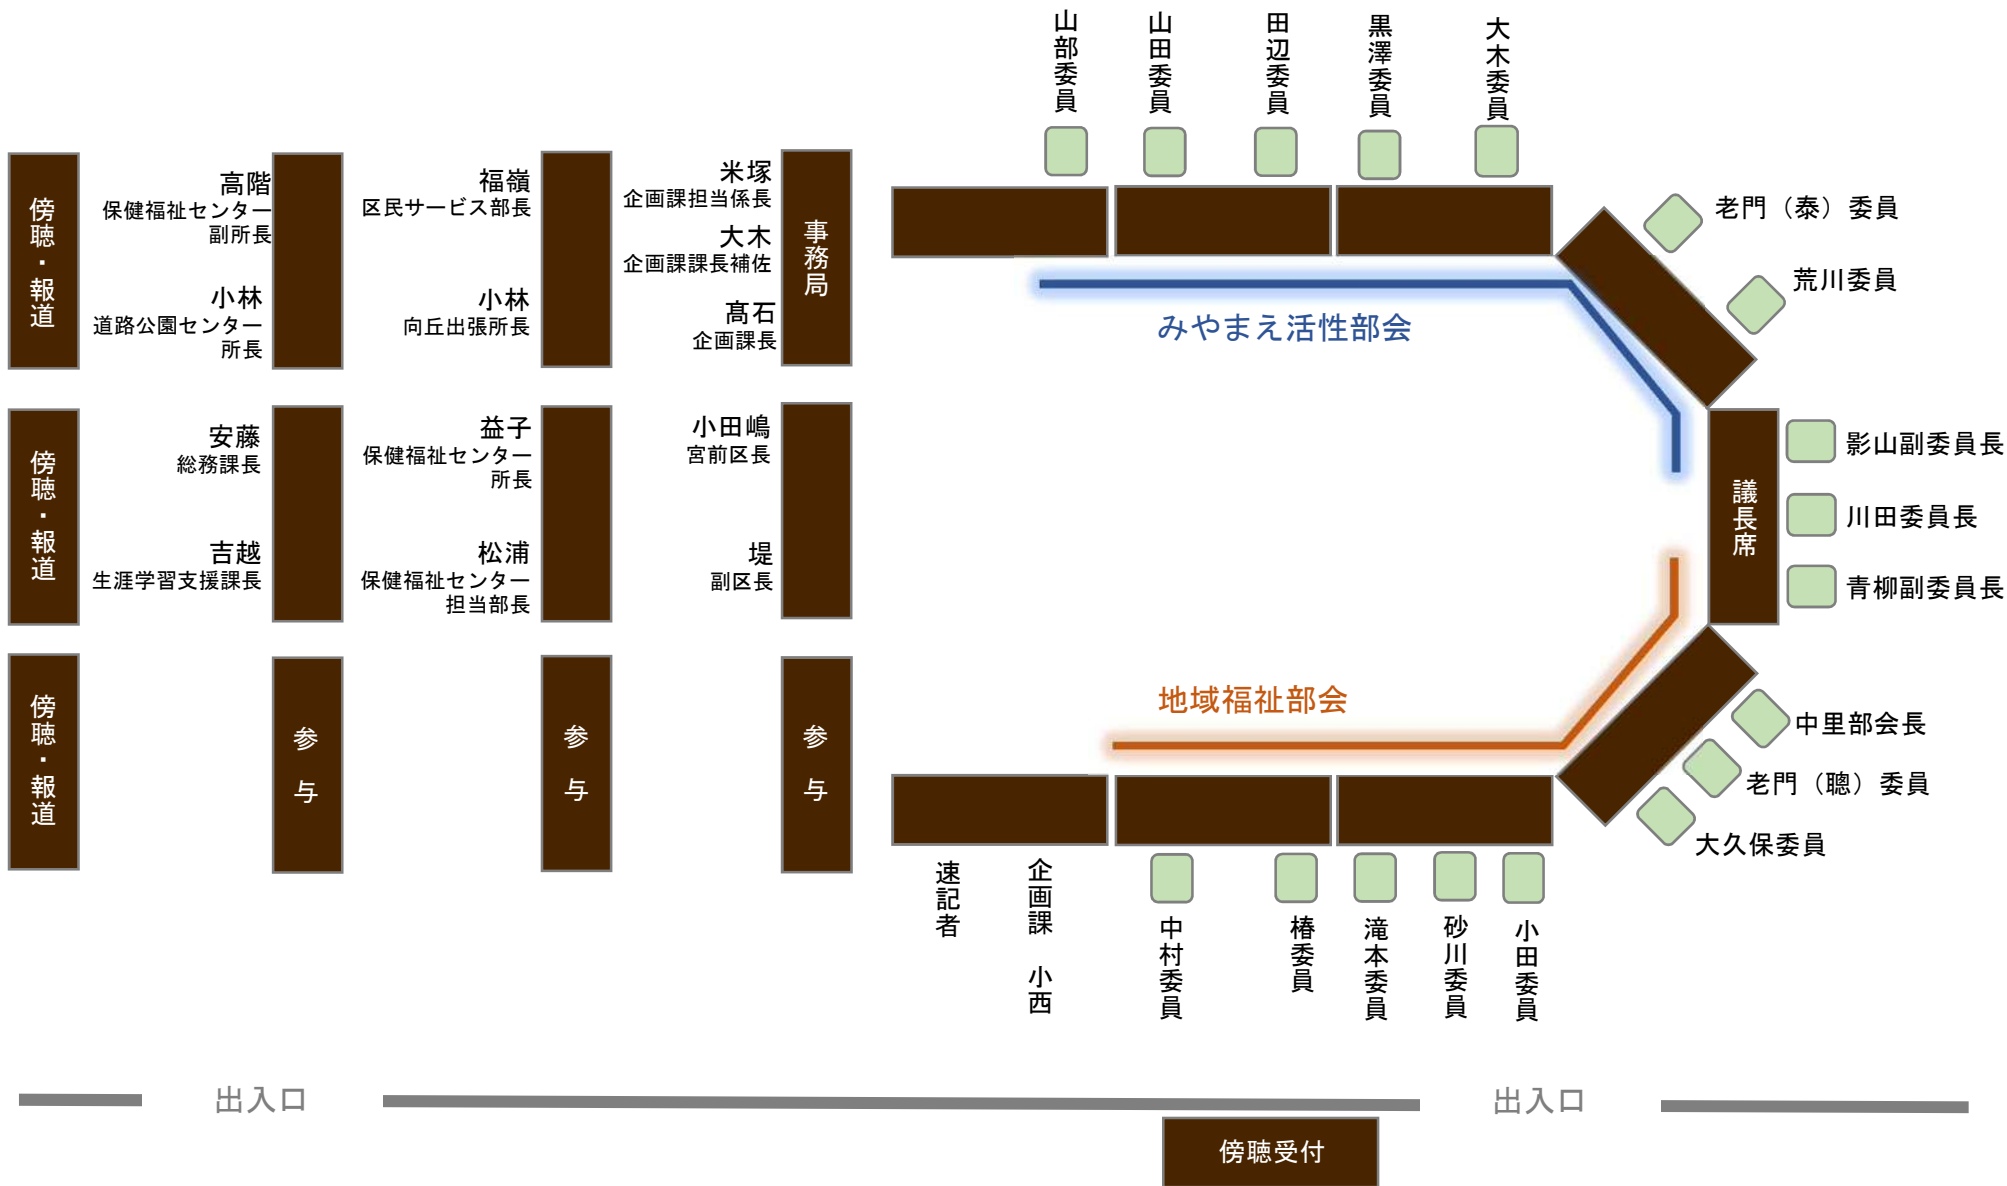 山部委員
山田委員
田辺委員
黒澤委員
大木委員
老門（泰）委員
荒川委員
影山副委員長
川田委員長
青柳副委員長
議長席
中里部会長
老門（聰）委員
大久保委員
みやまえ活性部会
地域福祉部会
傍聴・報道
高階
保健福祉センター
副所長
小林
道路公園センター
所長
福嶺
区民サービス部長
小林
向丘出張所長
米塚
企画課担当係長
大木
企画課課長補佐
髙石
企画課長
事務局
傍聴・報道
安藤
総務課長
吉越
生涯学習支援課長
益子
保健福祉センター
所長
松浦
保健福祉センター
担当部長
小田嶋
宮前区長
堤
副区長
傍聴・報道
参与
参与
参与
速記者
企画課 小西
中村委員
椿委員
滝本委員
砂川委員
小田委員
出入口
出入口
傍聴受付